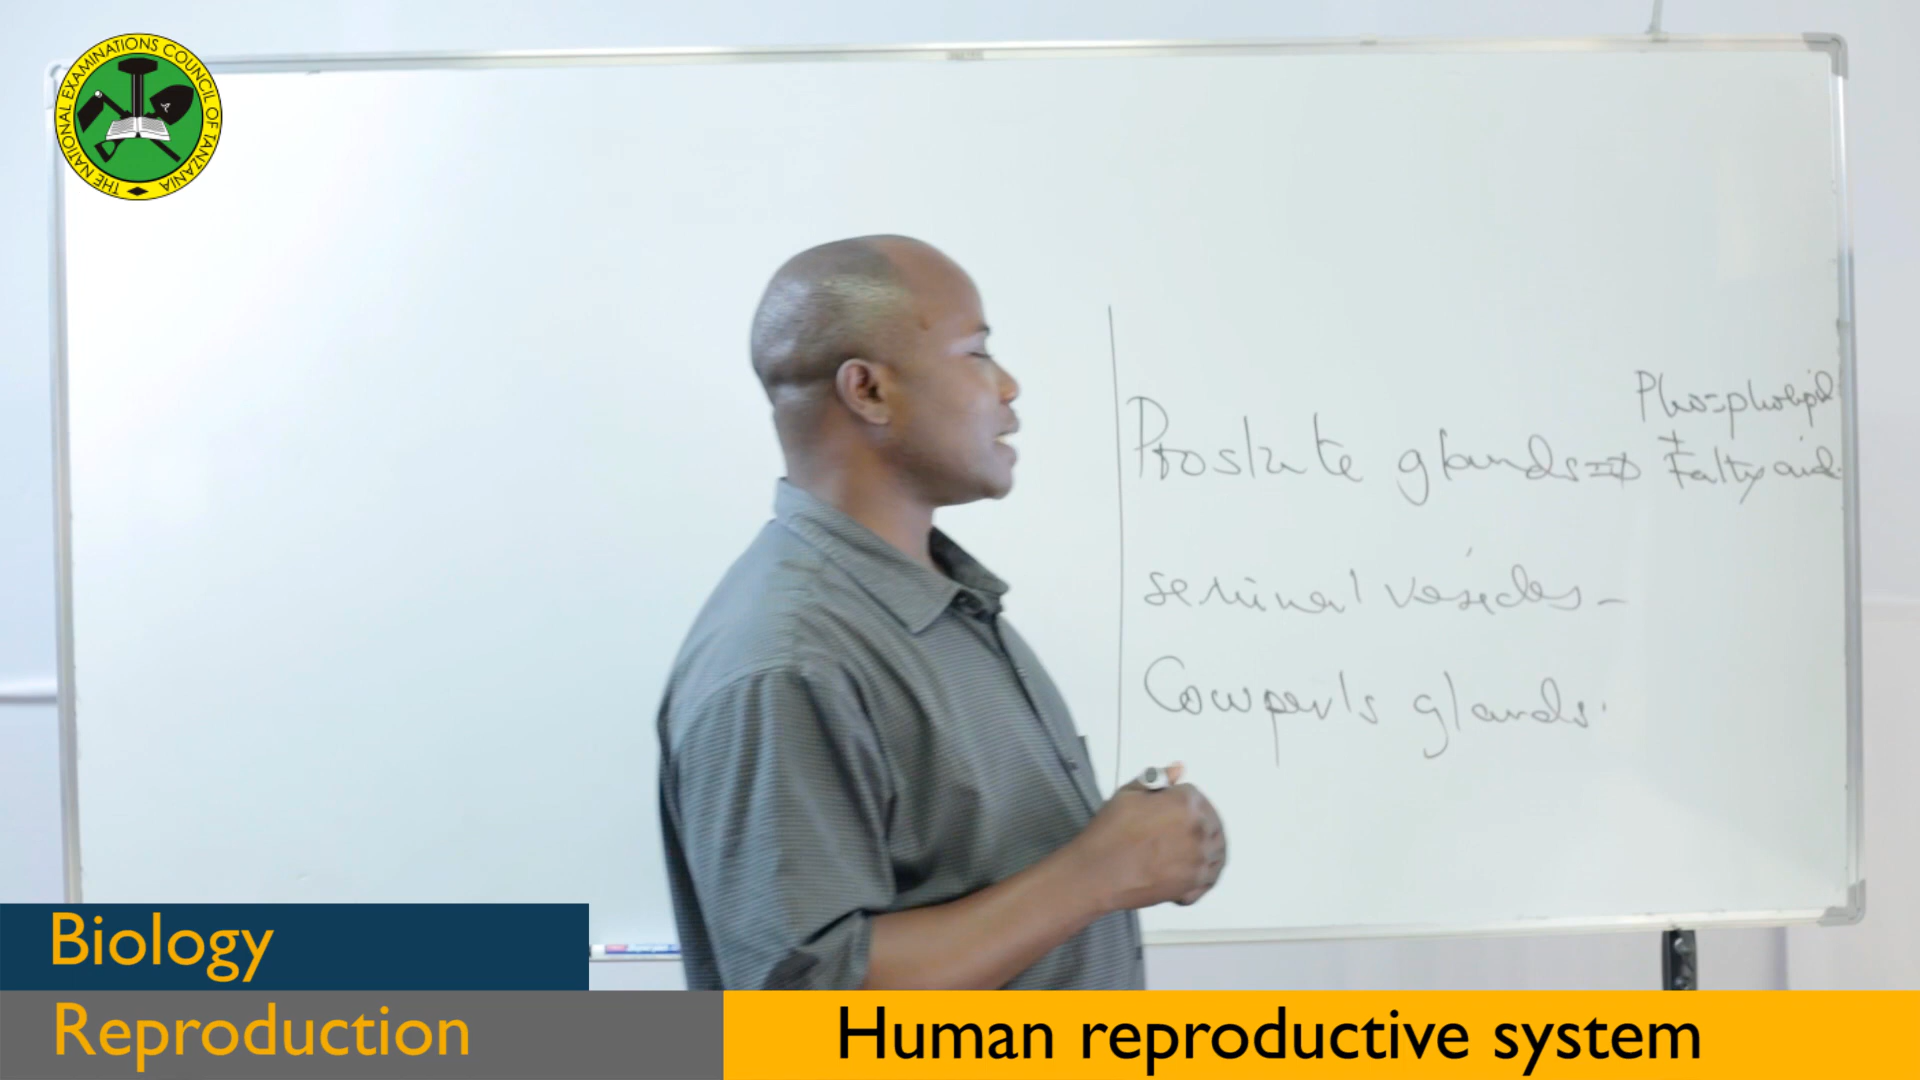 THE NATIONAL EXAMINATIONS COUNCIL OF TANZANIA
Phospholipid
+
Prostate glands => Fatty acid
seminal vesicles -
Cowper's glands.
Biology
Reproduction
Human reproductive system